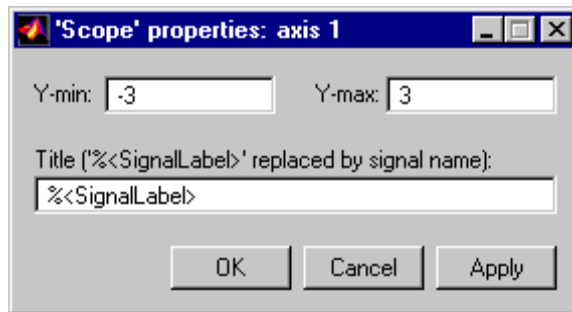 'Scope' properties: axis 1
Y-min: -3 Y-max: 3
Title ('%<SignalLabel>' replaced by signal name):
%<SignalLabel>
OK Cancel Apply